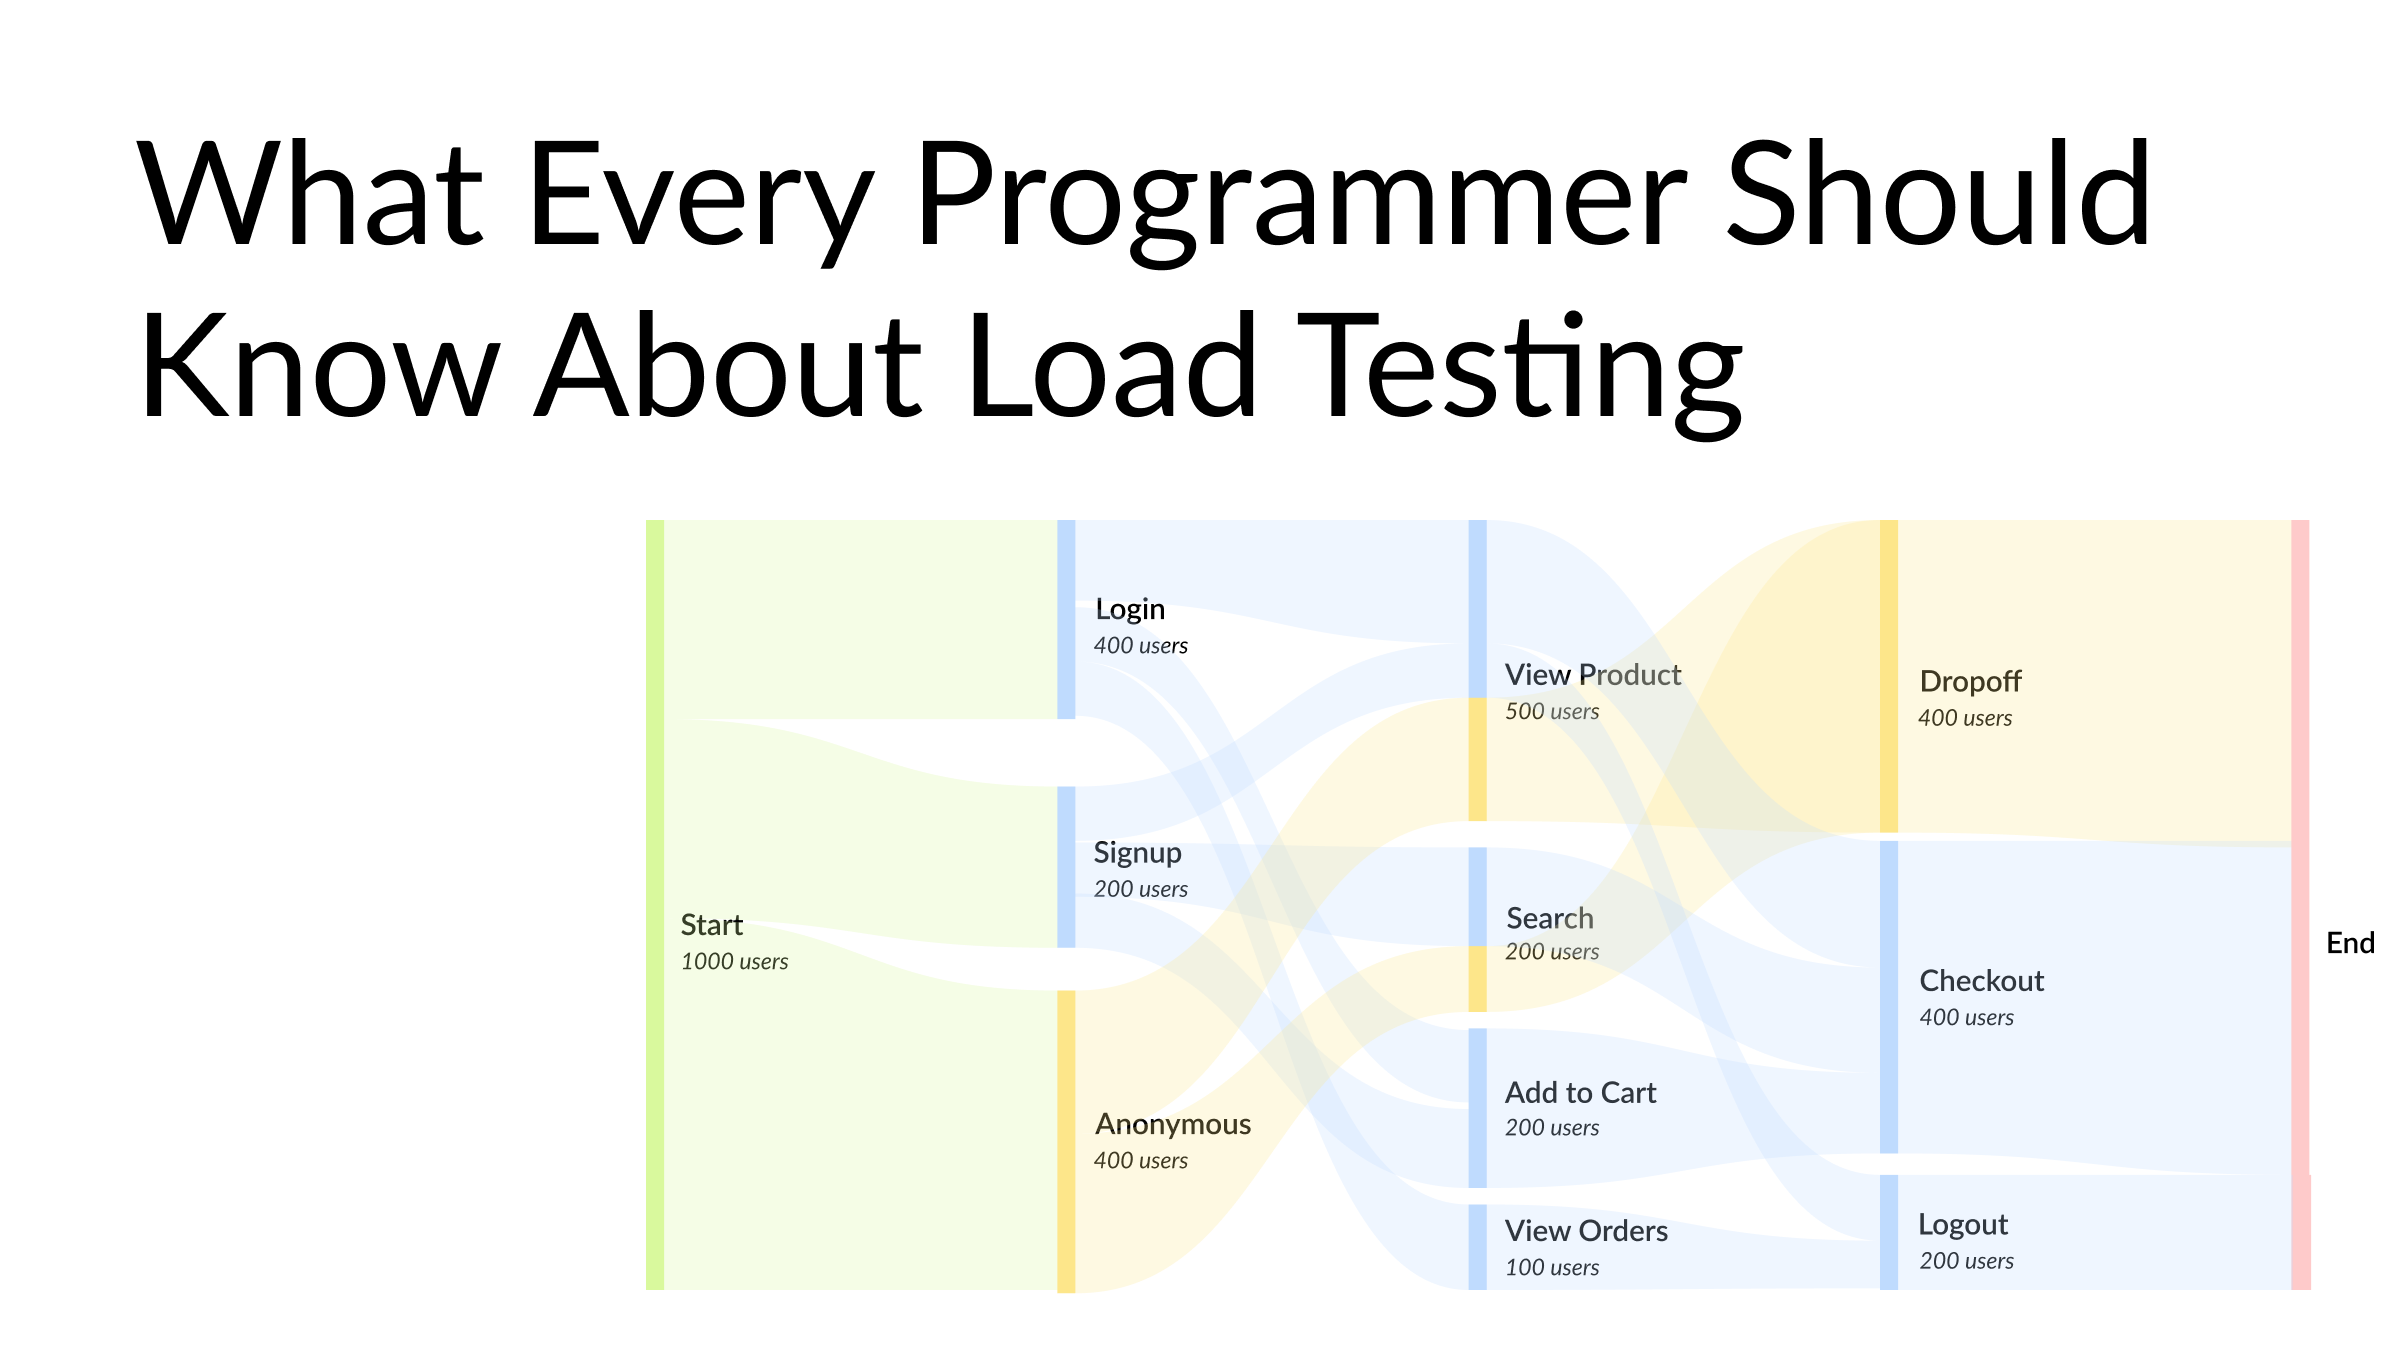 What Every Programmer Should
Know About Load Testing
Start
1000 users
Login
400 users
Signup
200 users
Anonymous
400 users
View Product
500 users
Search
200 users
Add to Cart
200 users
View Orders
100 users
Dropoff
400 users
Checkout
400 users
Logout
200 users
End